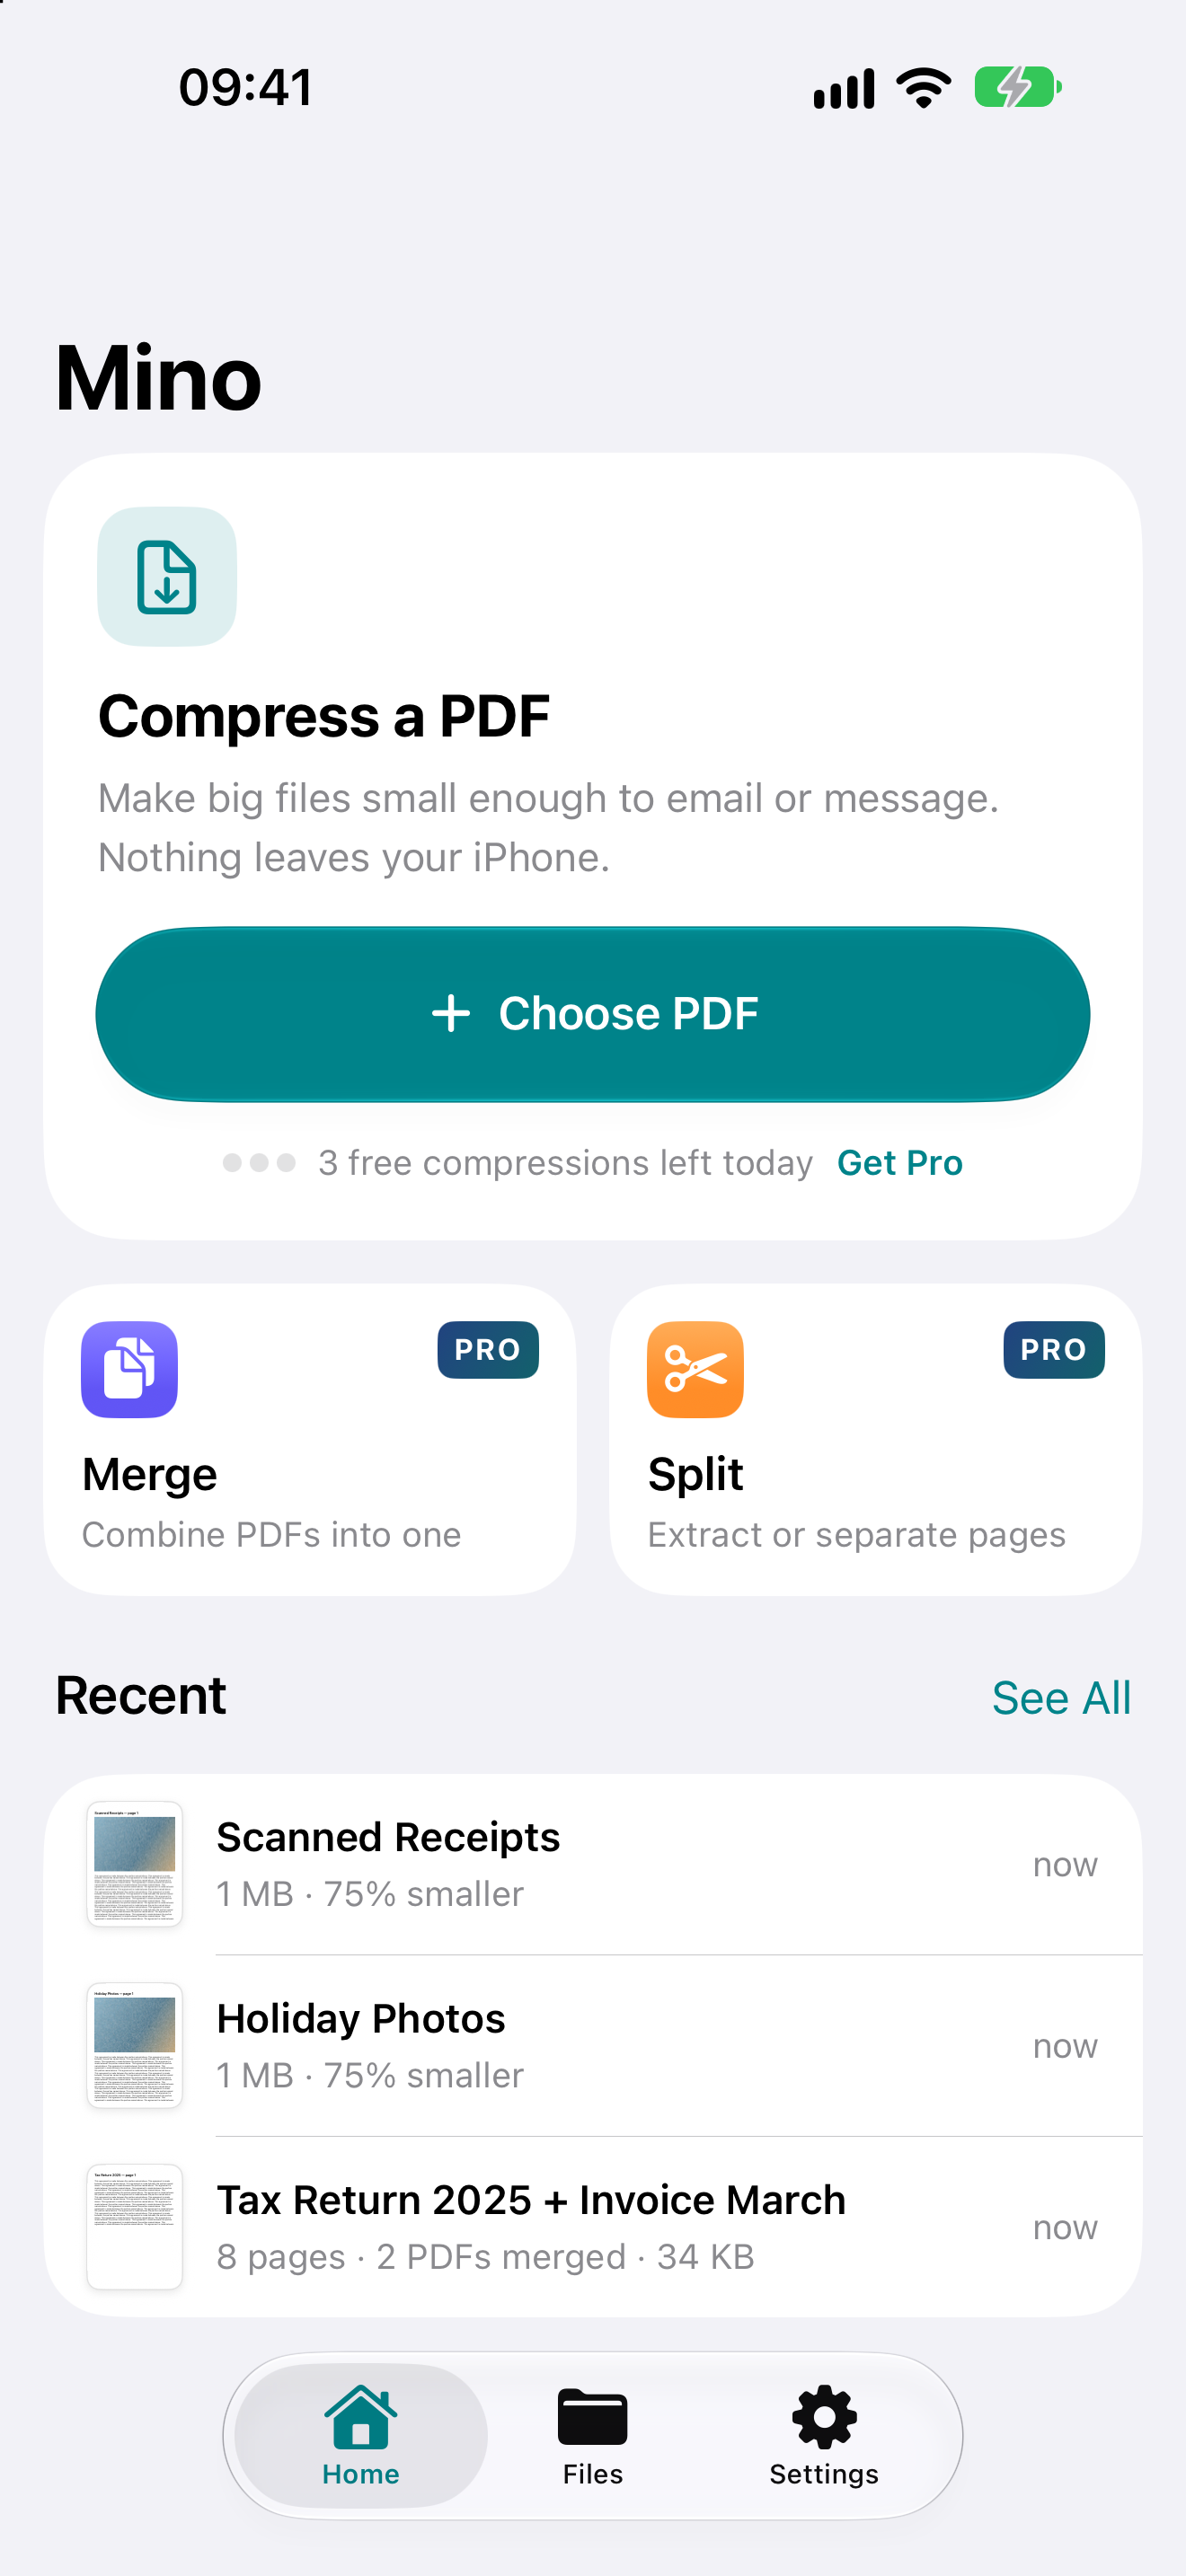 09:41
Mino
Compress a PDF
Make big files small enough to email or message.
Nothing leaves your iPhone.
+ Choose PDF
3 free compressions left today Get Pro
PRO
Merge
Combine PDFs into one
PRO
Split
Extract or separate pages
Recent
See All
Scanned Receipts
1 MB · 75% smaller
now
Holiday Photos
1 MB · 75% smaller
now
Tax Return 2025 + Invoice March
8 pages · 2 PDFs merged · 34 KB
now
Home
Files
Settings